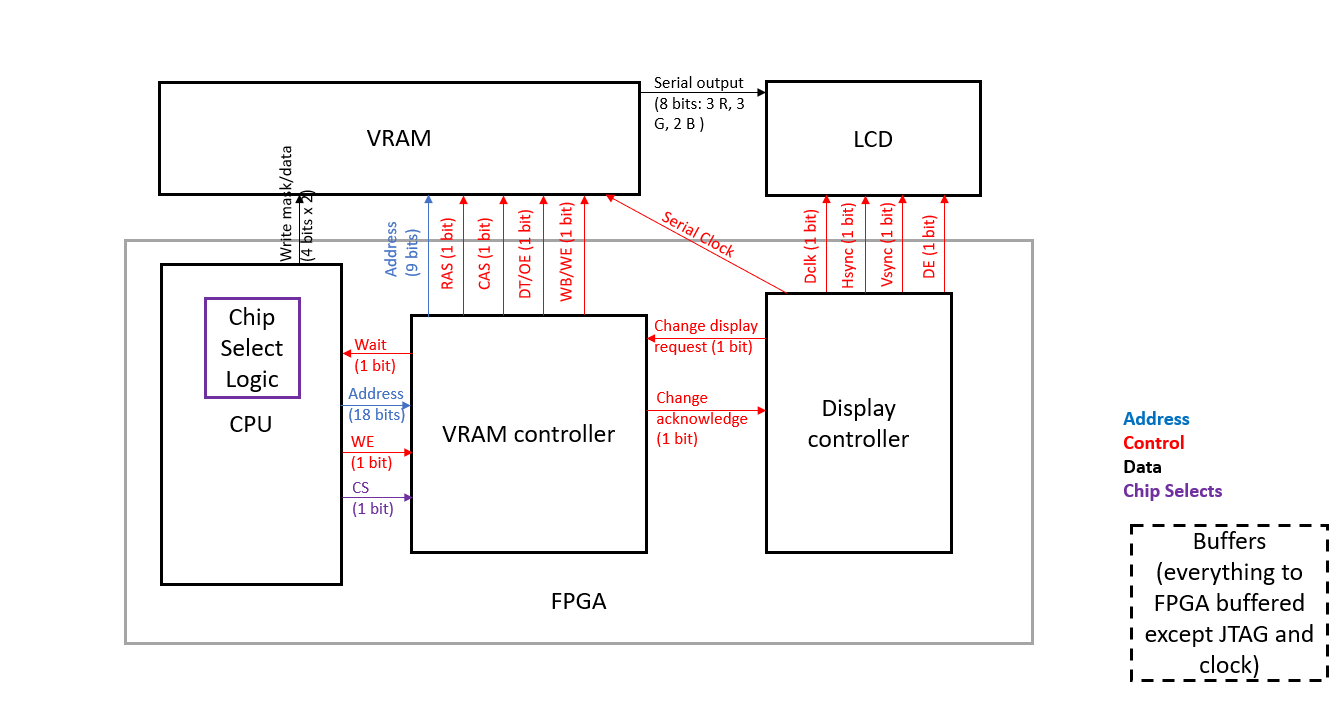 Serial output
(8 bits: 3 R, 3
G, 2 B )
VRAM
LCD
Write mask/data
(4 bits x 2)
Address
(9 bits)
RAS (1 bit)
CAS (1 bit)
DT/OE (1 bit)
WB/WE (1 bit)
Serial Clock
Dclk (1 bit)
Hsync (1 bit)
Vsync (1 bit)
DE (1 bit)
Chip
Select
Logic
CPU
Wait
(1 bit)
Address
(18 bits)
WE
(1 bit)
CS
(1 bit)
VRAM controller
Change display
request (1 bit)
Change
acknowledge
(1 bit)
Display
controller
FPGA
Address
Control
Data
Chip Selects
Buffers
(everything to
FPGA buffered
except JTAG and
clock)